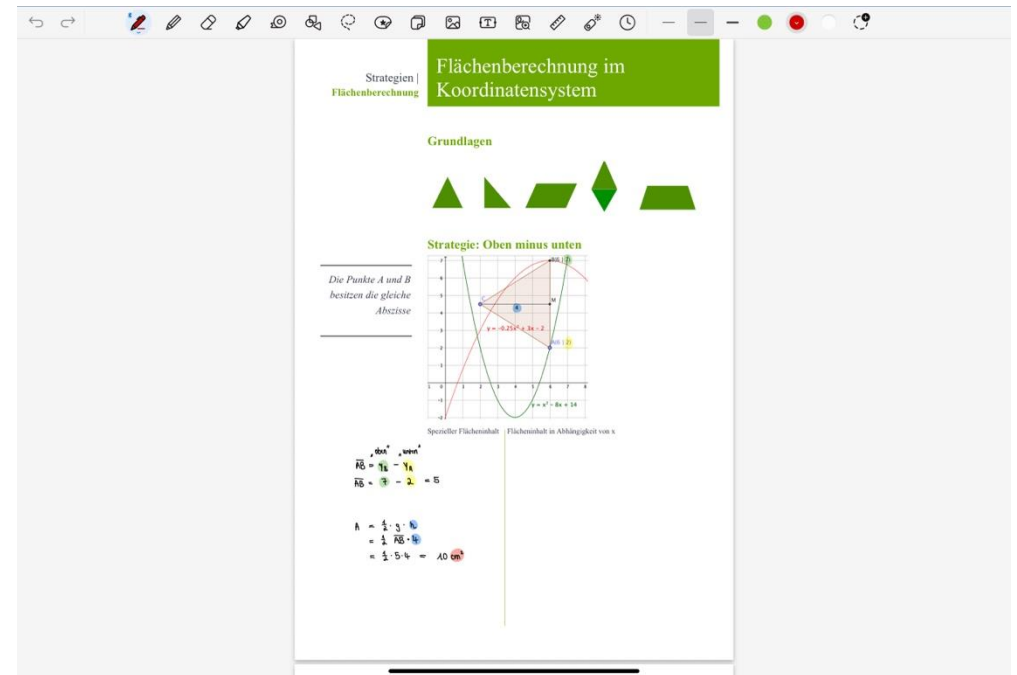 Strategien |
Flächenberechnung
Flächenberechnung im
Koordinatensystem
Grundlagen
Strategie: Oben minus unten
Die Punkte A und B
besitzen die gleiche
Abszisse
y = -0.25x² + 3x - 2
M
4
y = x² - 8x + 14
Spezieller Flächeninhalt
Flächeninhalt in Abhängigkeit von x
"oben" "unten"
AB = y_B - y_A
AB = 7 - 2 = 5
A = ½ · g · h
= ½ AB · 4
= ½ · 5 · 4 = 10 cm²